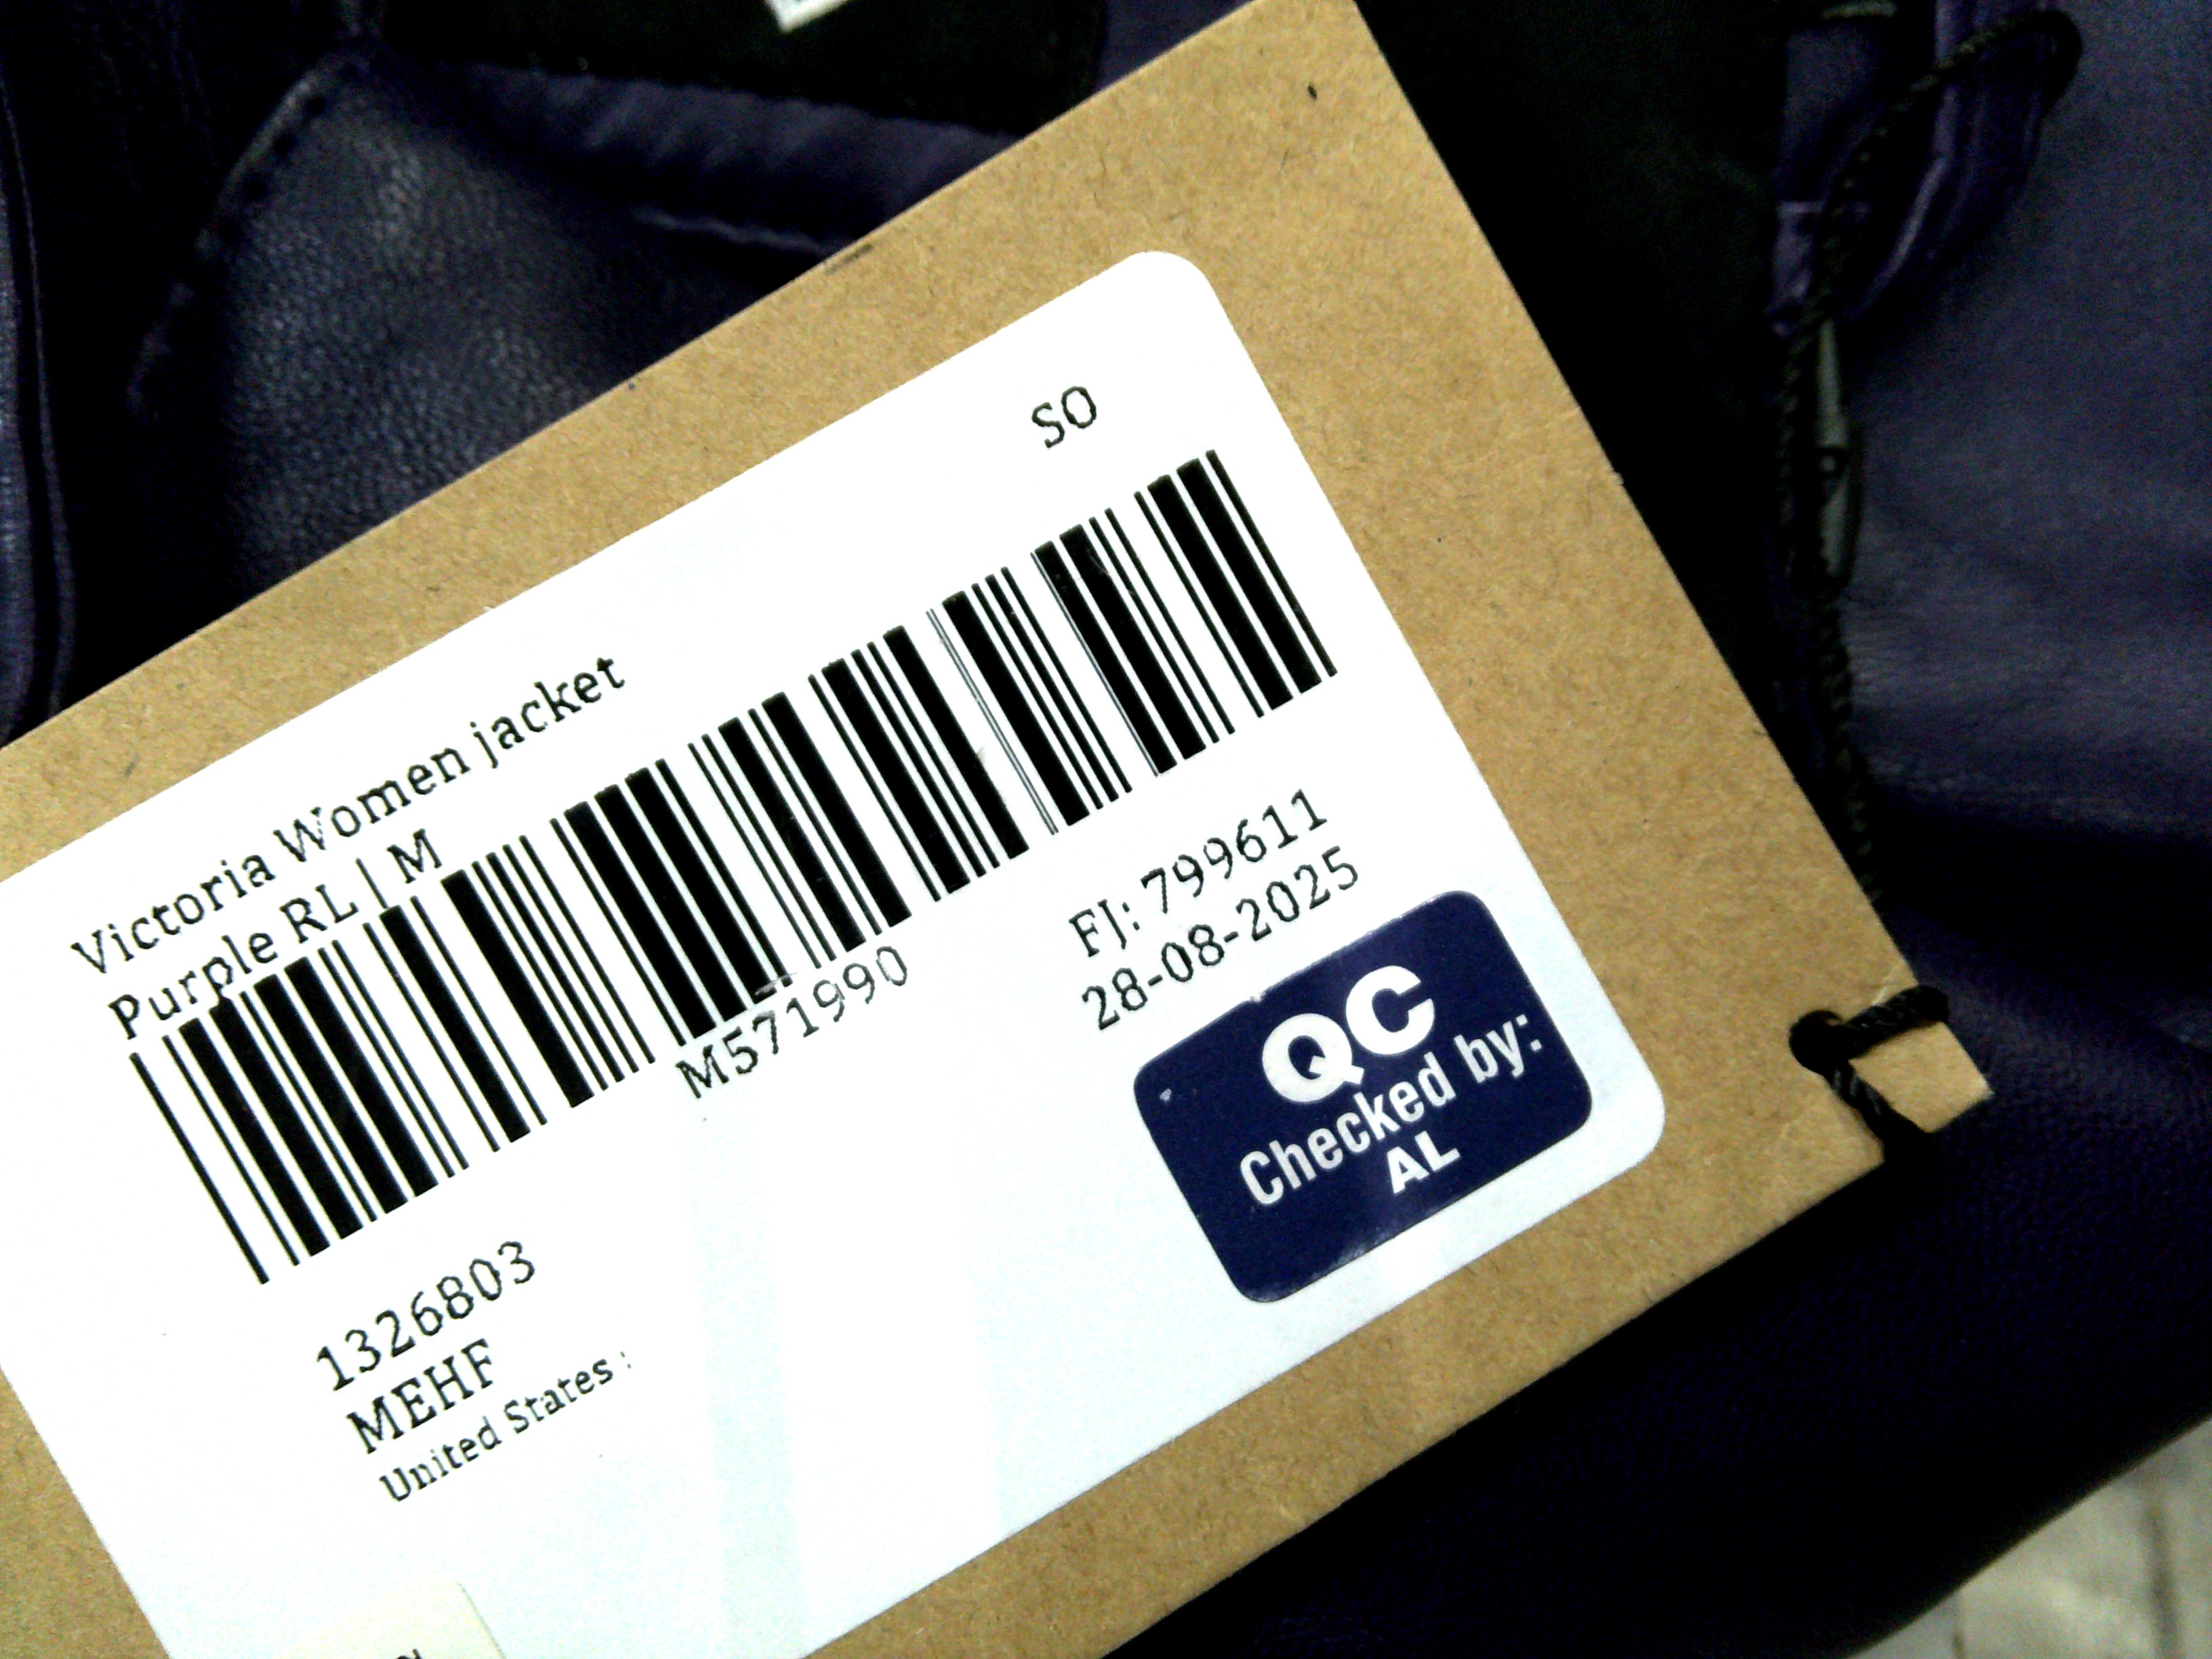 SO
Victoria Women jacket
Purple RL | M
M571990
FJ: 799611
28-08-2025
QC
Checked by:
AL
1326803
MEHF
United States :